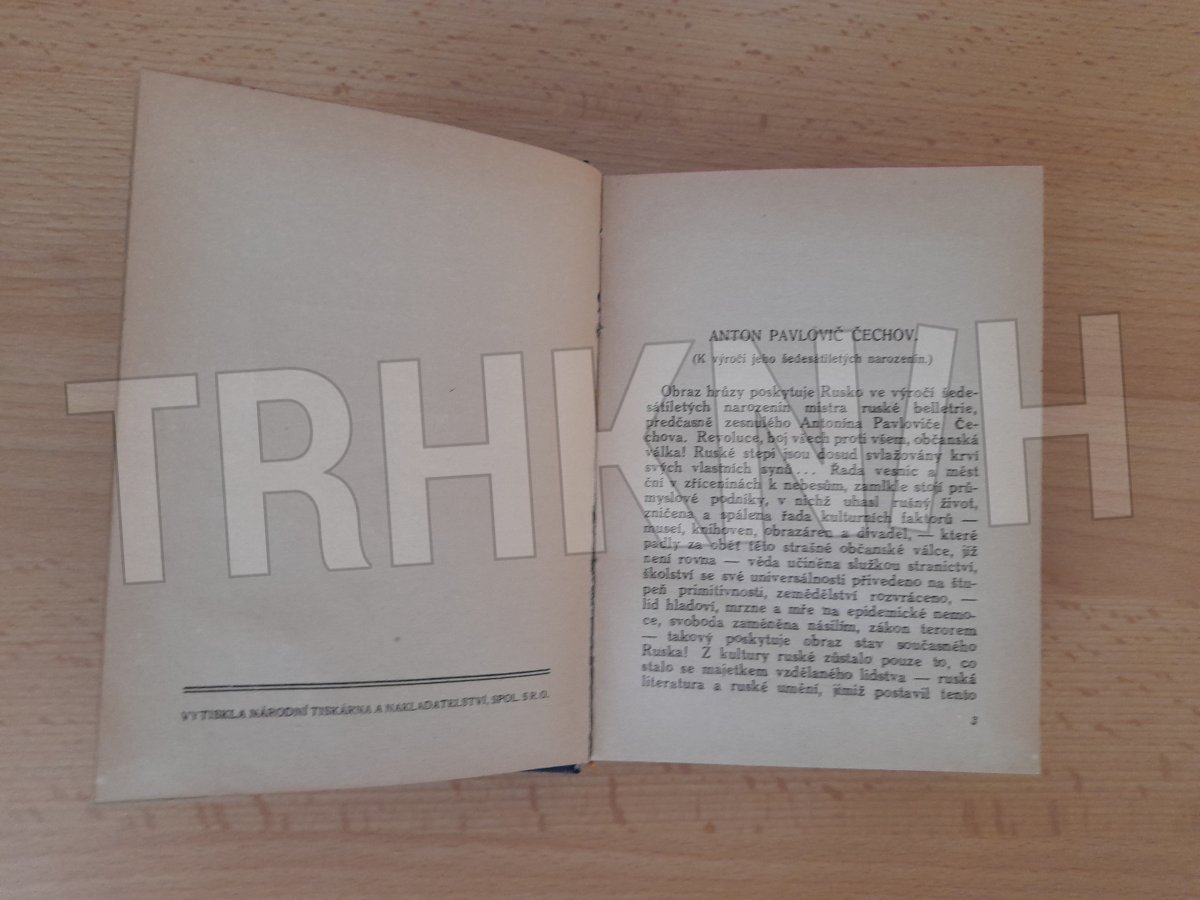 VYTISKLA NÁRODNÍ TISKÁRNA A NAKLADATELSTVÍ, SPOL. S R. O.
ANTON PAVLOVIČ ČECHOV.
(K výročí jeho šedesátiletých narozenin.)
Obraz hrůzy poskytuje Rusko ve výročí šede-
sátiletých narozenin mistra ruské belletrie,
předčasně zesnulého Antonína Pavloviče Če-
chova. Revoluce, boj všech proti všem, občanská
válka! Ruské stepi jsou dosud svlažovány krví
svých vlastních synů... Řada vesnic a měst
ční v zříceninách k nebesům, zamlkle stojí prů-
myslové podniky, v nichž uhasl rušný život,
zničena a spálena řada kulturních faktorů —
museí, knihoven, obrazáren a divadel, — které
padly za oběť této strašné občanské válce, jíž
není rovna — věda učiněna služkou stranictví,
školství se své universálnosti přivedeno na stu-
peň primitivnosti, zemědělství rozvráceno, —
lid hladoví, mrzne a mře na epidemické nemo-
ce, svoboda zaměněna násilím, zákon terorem
— takový poskytuje obraz stav současného
Ruska! Z kultury ruské zůstalo pouze to, co
stalo se majetkem vzdělaného lidstva — ruská
literatura a ruské umění, jimiž postavil tento
3
TRHKNIH